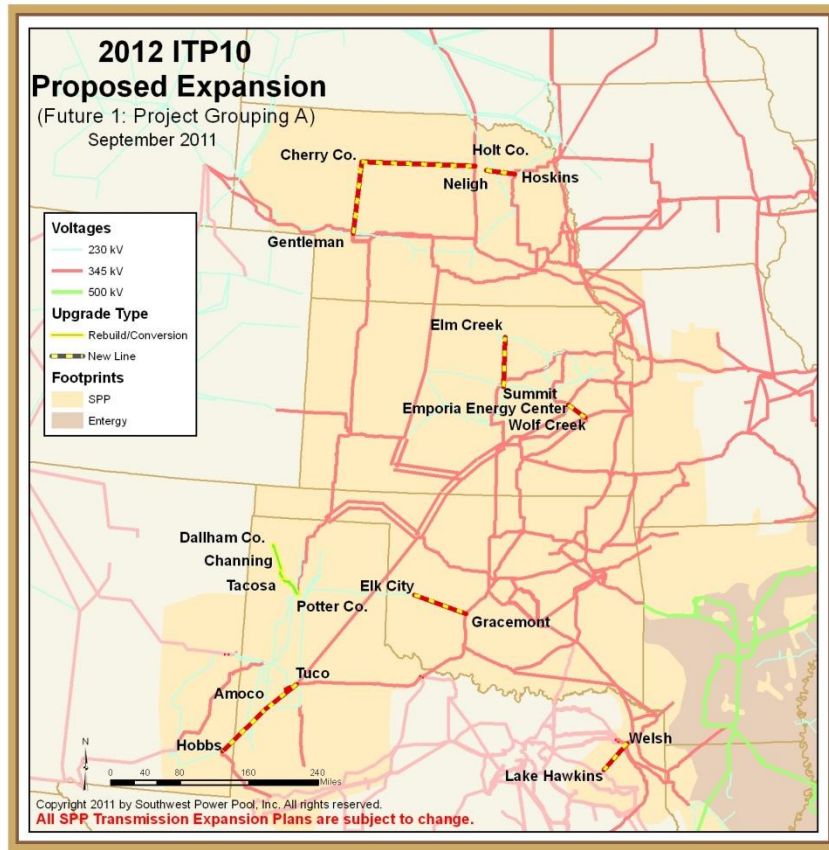 2012 ITP10
Proposed Expansion
(Future 1: Project Grouping A)
September 2011
Cherry Co.
Holt Co.
Neligh
Hoskins
Gentleman
Voltages
230 kV
345 kV
500 kV
Upgrade Type
Rebuild/Conversion
New Line
Footprints
SPP
Entergy
Elm Creek
Summit
Emporia Energy Center
Wolf Creek
Dallham Co.
Channing
Tacosa
Potter Co.
Elk City
Gracemont
Tuco
Amoco
Hobbs
Welsh
Lake Hawkins
N
0 40 80 160 240
Miles
Copyright 2011 by Southwest Power Pool, Inc. All rights reserved.
All SPP Transmission Expansion Plans are subject to change.